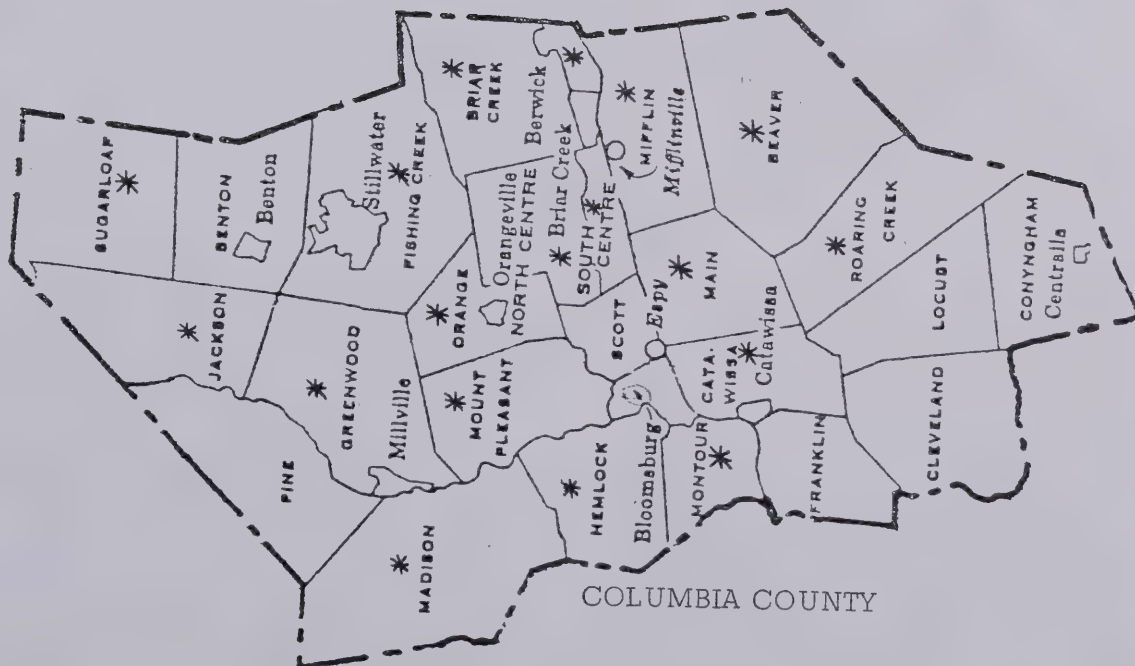 SUGARLOAF
BENTON
Benton
JACKSON
Stillwater
FISHING CREEK
BRIAR
CREEK
Berwick
PINE
GREENWOOD
Millville
ORANGE
Orangeville
NORTH CENTRE
Briar Creek
SOUTH
CENTRE
MIFFLIN
Mifflinville
BEAVER
MOUNT
PLEASANT
SCOTT
Espy
MAIN
MADISON
HEMLOCK
Bloomsburg
MONTOUR
CATA.
WISSA
Catawissa
ROARING
CREEK
FRANKLIN
CLEVELAND
LOCUST
CONYNGHAM
Centralia
COLUMBIA COUNTY